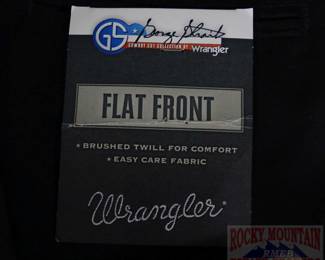 GS George Strait
COWBOY CUT COLLECTION BY Wrangler
FLAT FRONT
★ BRUSHED TWILL FOR COMFORT
★ EASY CARE FABRIC
Wrangler®
ROCKY MOUNTAIN